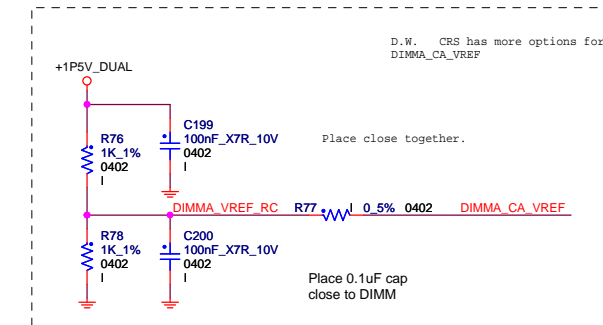 D.W. CRS has more options for
DIMMA_CA_VREF
+1P5V_DUAL
C199
R76 100nF_X7R_10V Place close together.
1K_1% 0402
0402 I
I
DIMMA_VREF_RC R77 I 0_5% 0402 DIMMA_CA_VREF
R78 C200
1K_1% 100nF_X7R_10V
0402 0402
I I
Place 0.1uF cap
close to DIMM